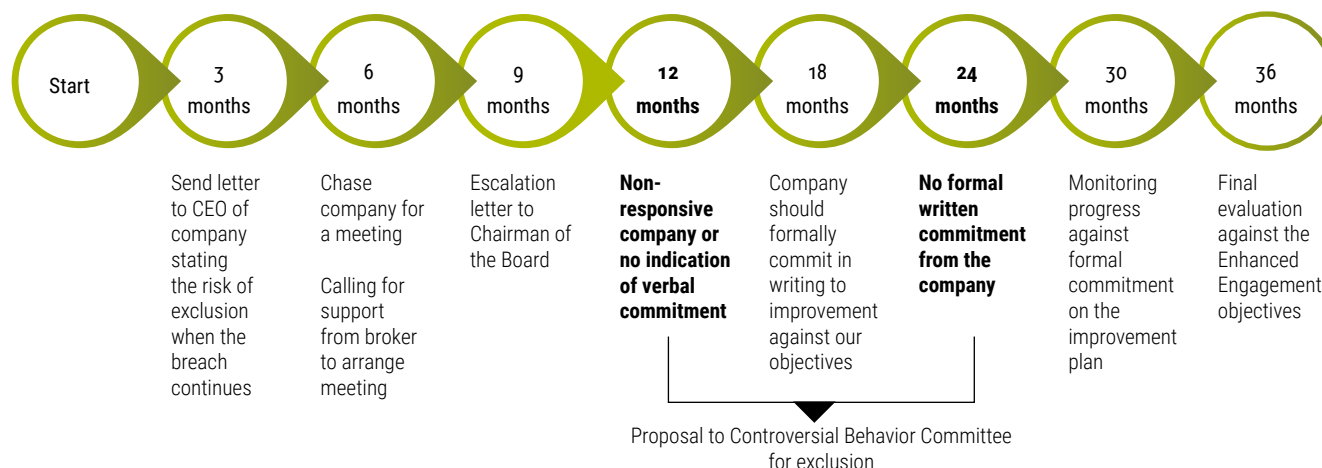 Start
3
months
6
months
9
months
12
months
18
months
24
months
30
months
36
months
Send letter
to CEO of
company
stating
the risk of
exclusion
when the
breach
continues
Chase
company for
a meeting
Calling for
support
from broker
to arrange
meeting
Escalation
letter to
Chairman of
the Board
Non-
responsive
company or
no indication
of verbal
commitment
Company
should
formally
commit in
writing to
improvement
against our
objectives
No formal
written
commitment
from the
company
Monitoring
progress
against
formal
commitment
on the
improvement
plan
Final
evaluation
against the
Enhanced
Engagement
objectives
Proposal to Controversial Behavior Committee
for exclusion